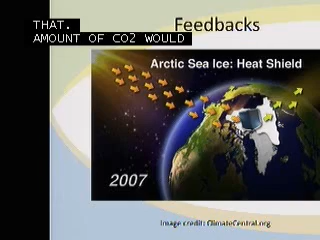 THAT.
AMOUNT OF CO2 WOULD
Feedbacks
Arctic Sea Ice: Heat Shield
2007
Image credit: ClimateCentral.org